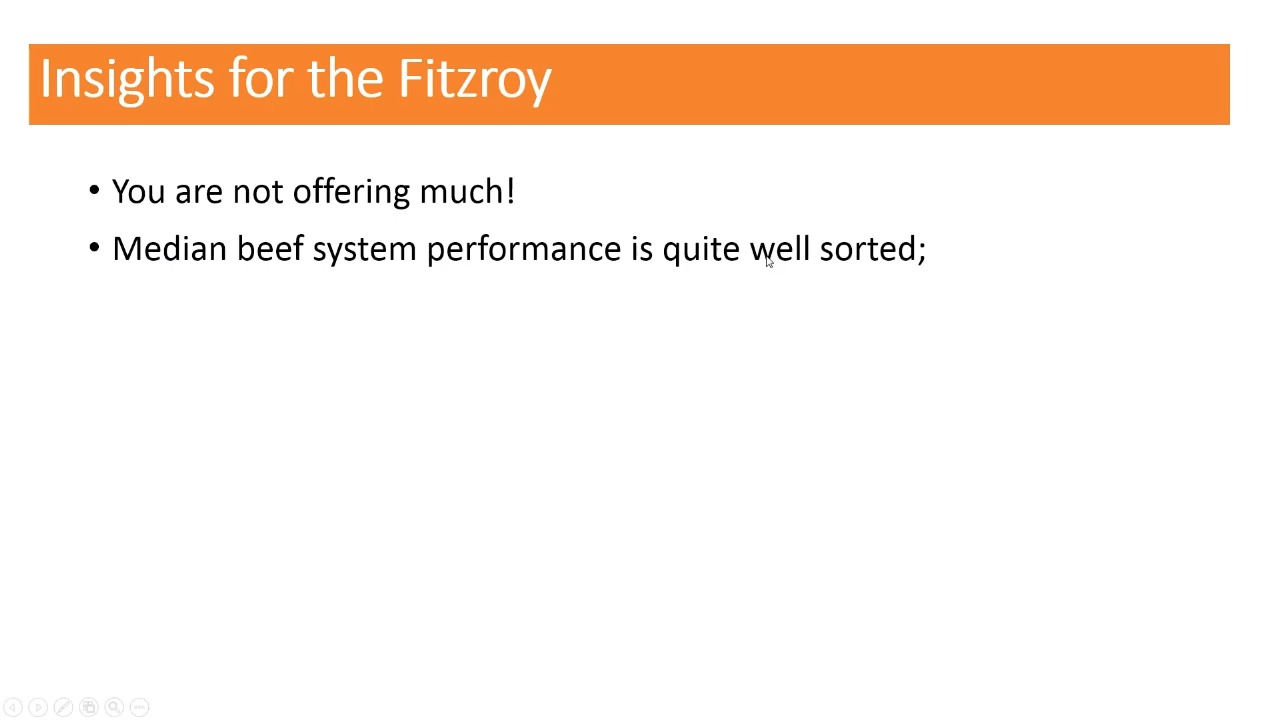 Insights for the Fitzroy
• You are not offering much!
• Median beef system performance is quite well sorted;